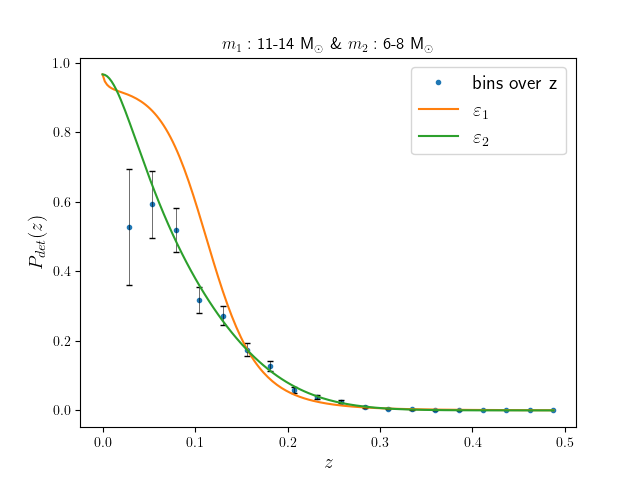 m₁ : 11-14 M☉ & m₂ : 6-8 M☉
bins over z
ε₁
ε₂
P_det(z)
1.0
0.8
0.6
0.4
0.2
0.0
0.0 0.1 0.2 0.3 0.4 0.5
z